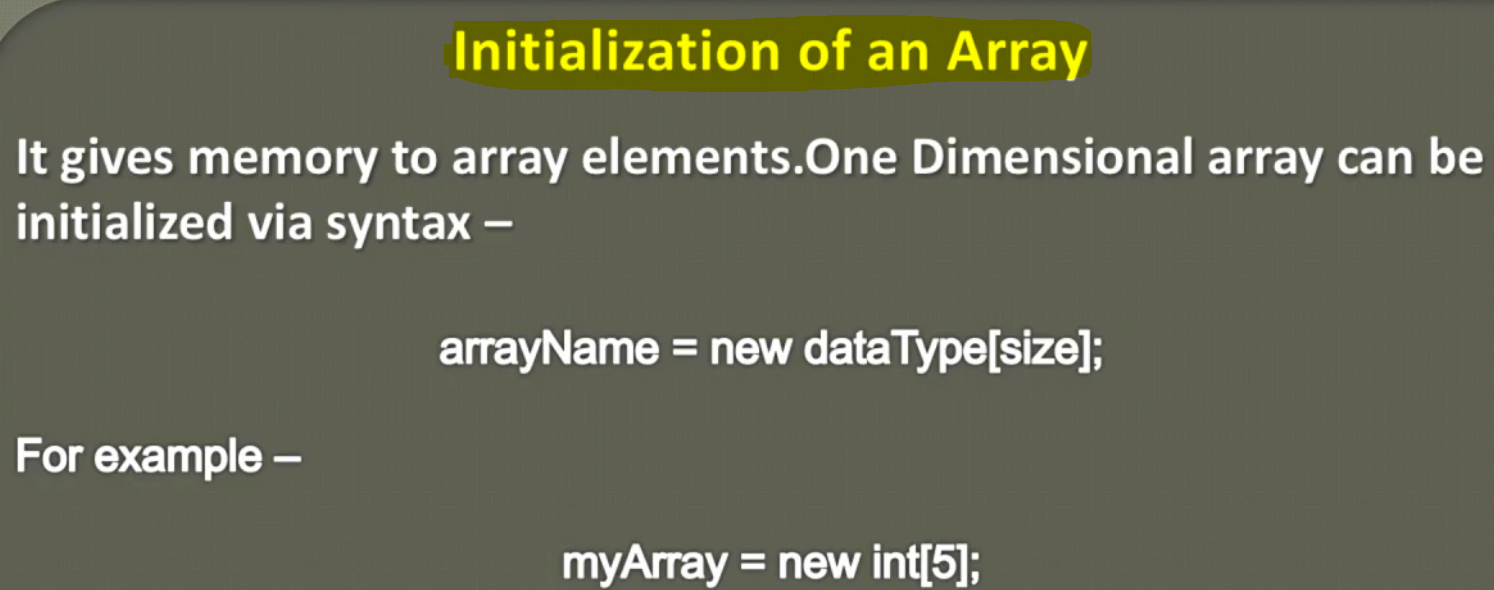 Initialization of an Array
It gives memory to array elements.One Dimensional array can be
initialized via syntax –
arrayName = new dataType[size];
For example –
myArray = new int[5];